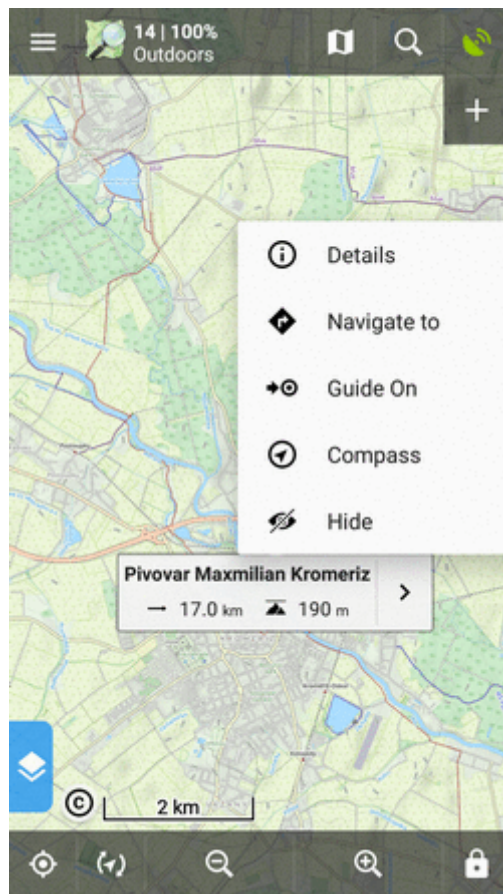 14 | 100%
Outdoors
Details
Navigate to
Guide On
Compass
Hide
Pivovar Maxmilian Kromeriz
17.0 km 190 m
© 2 km